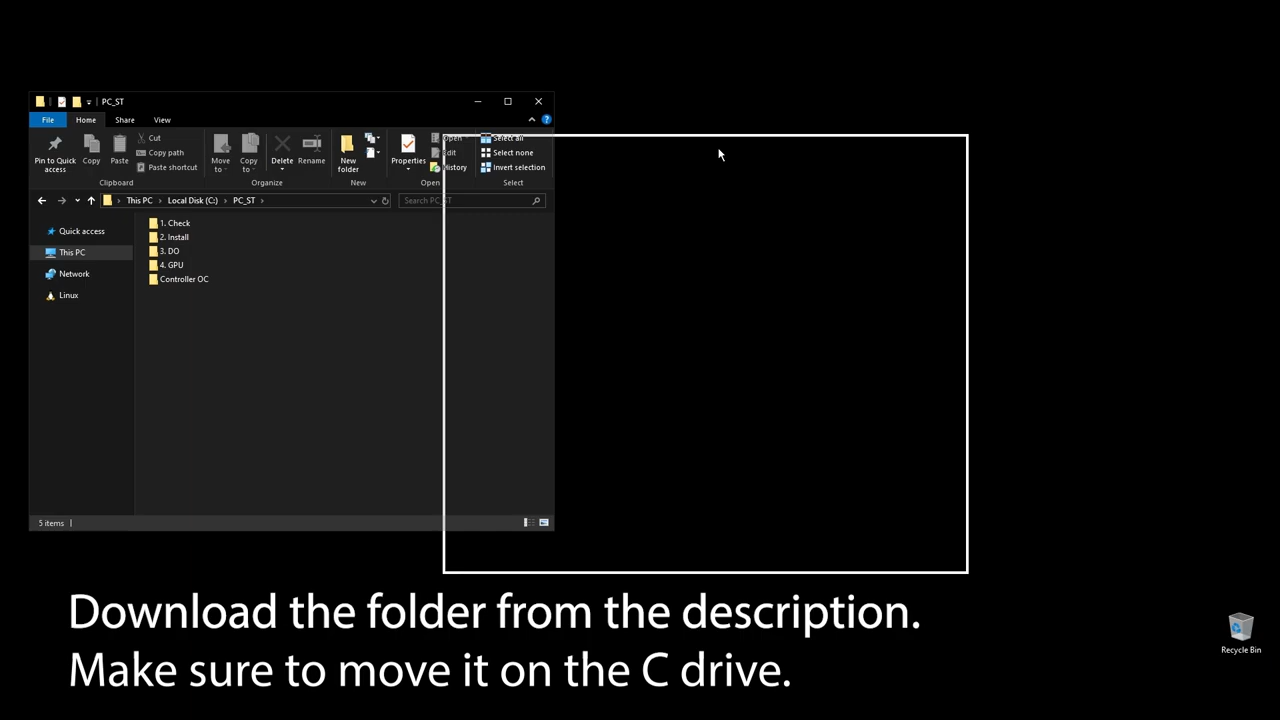 PC_ST
File Home Share View
Pin to Quick access
Copy
Paste
Cut
Copy path
Paste shortcut
Move to
Copy to
Delete
Rename
New folder
Properties
Open
Edit
History
Select all
Select none
Invert selection
Clipboard Organize New Open Select
This PC > Local Disk (C:) > PC_ST >
Search PC_ST
Quick access
This PC
Network
Linux
1. Check
2. Install
3. DO
4. GPU
Controller OC
5 items
Download the folder from the description.
Make sure to move it on the C drive.
Recycle Bin